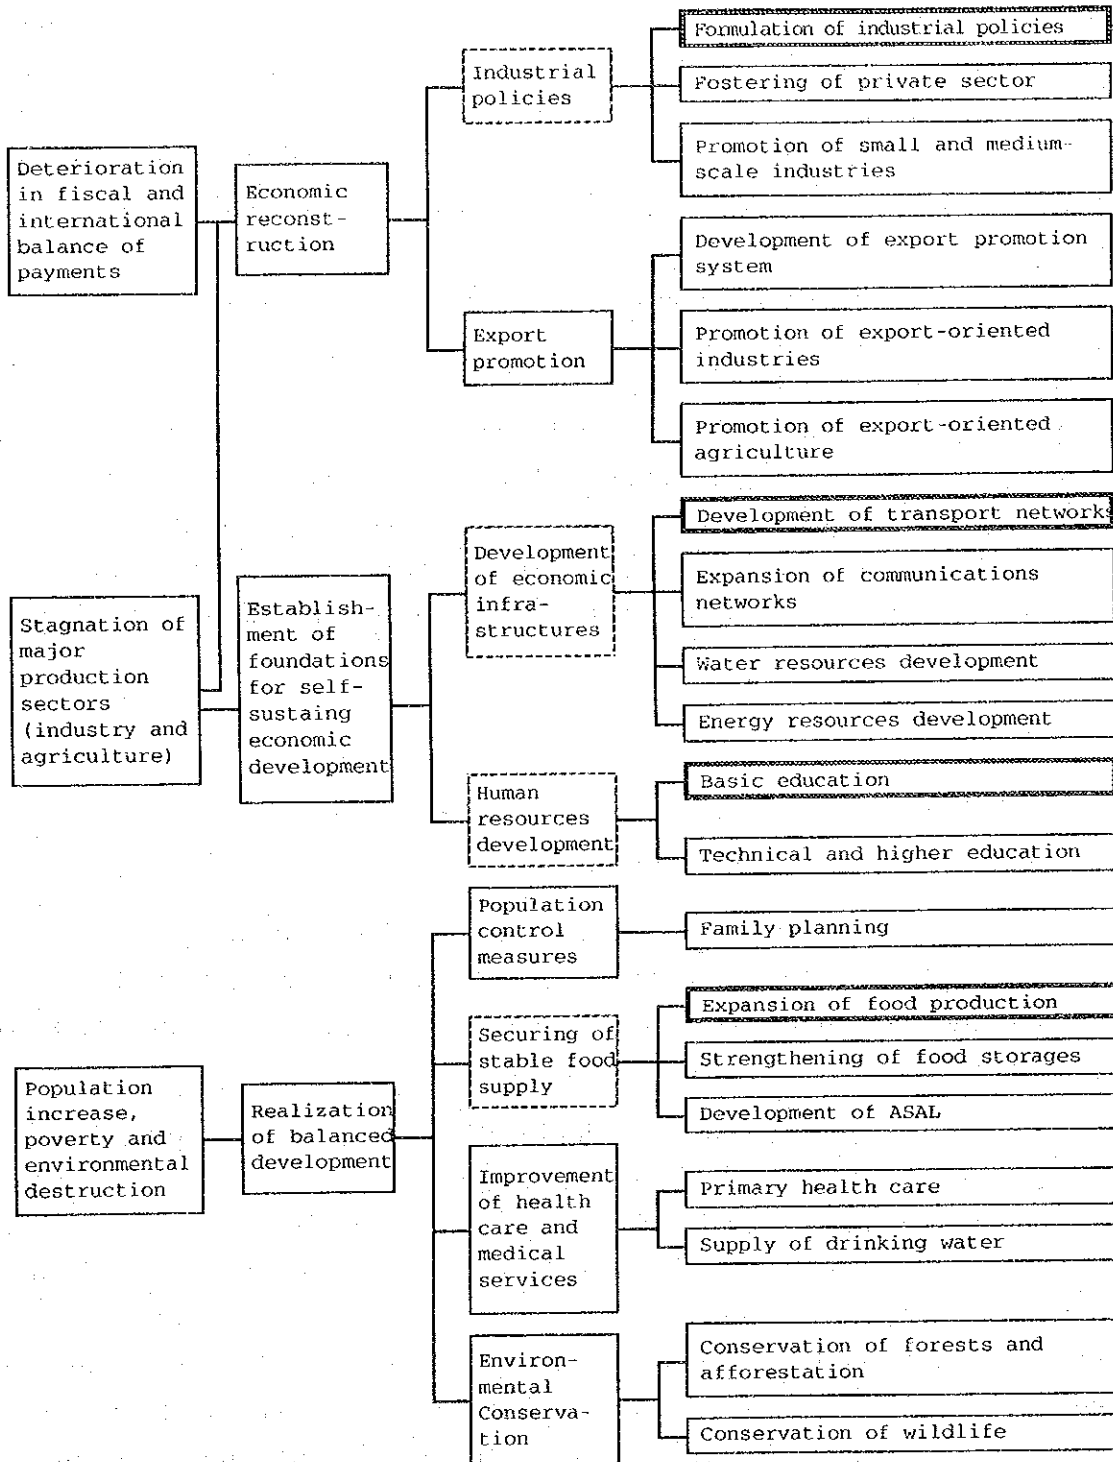 Deterioration
in fiscal and
international
balance of
payments
Economic
reconst-
ruction
Industrial
policies
Formulation of industrial policies
Fostering of private sector
Promotion of small and medium-
scale industries
Export
promotion
Development of export promotion
system
Promotion of export-oriented
industries
Promotion of export-oriented
agriculture
Stagnation of
major
production
sectors
(industry and
agriculture)
Establish-
ment of
foundations
for self-
sustaing
economic
development
Development
of economic
infra-
structures
Development of transport networks
Expansion of communications
networks
Water resources development
Energy resources development
Human
resources
development
Basic education
Technical and higher education
Population
increase,
poverty and
environmental
destruction
Realization
of balanced
development
Population
control
measures
Family planning
Securing of
stable food
supply
Expansion of food production
Strengthening of food storages
Development of ASAL
Improvement
of health
care and
medical
services
Primary health care
Supply of drinking water
Environ-
mental
Conserva-
tion
Conservation of forests and
afforestation
Conservation of wildlife